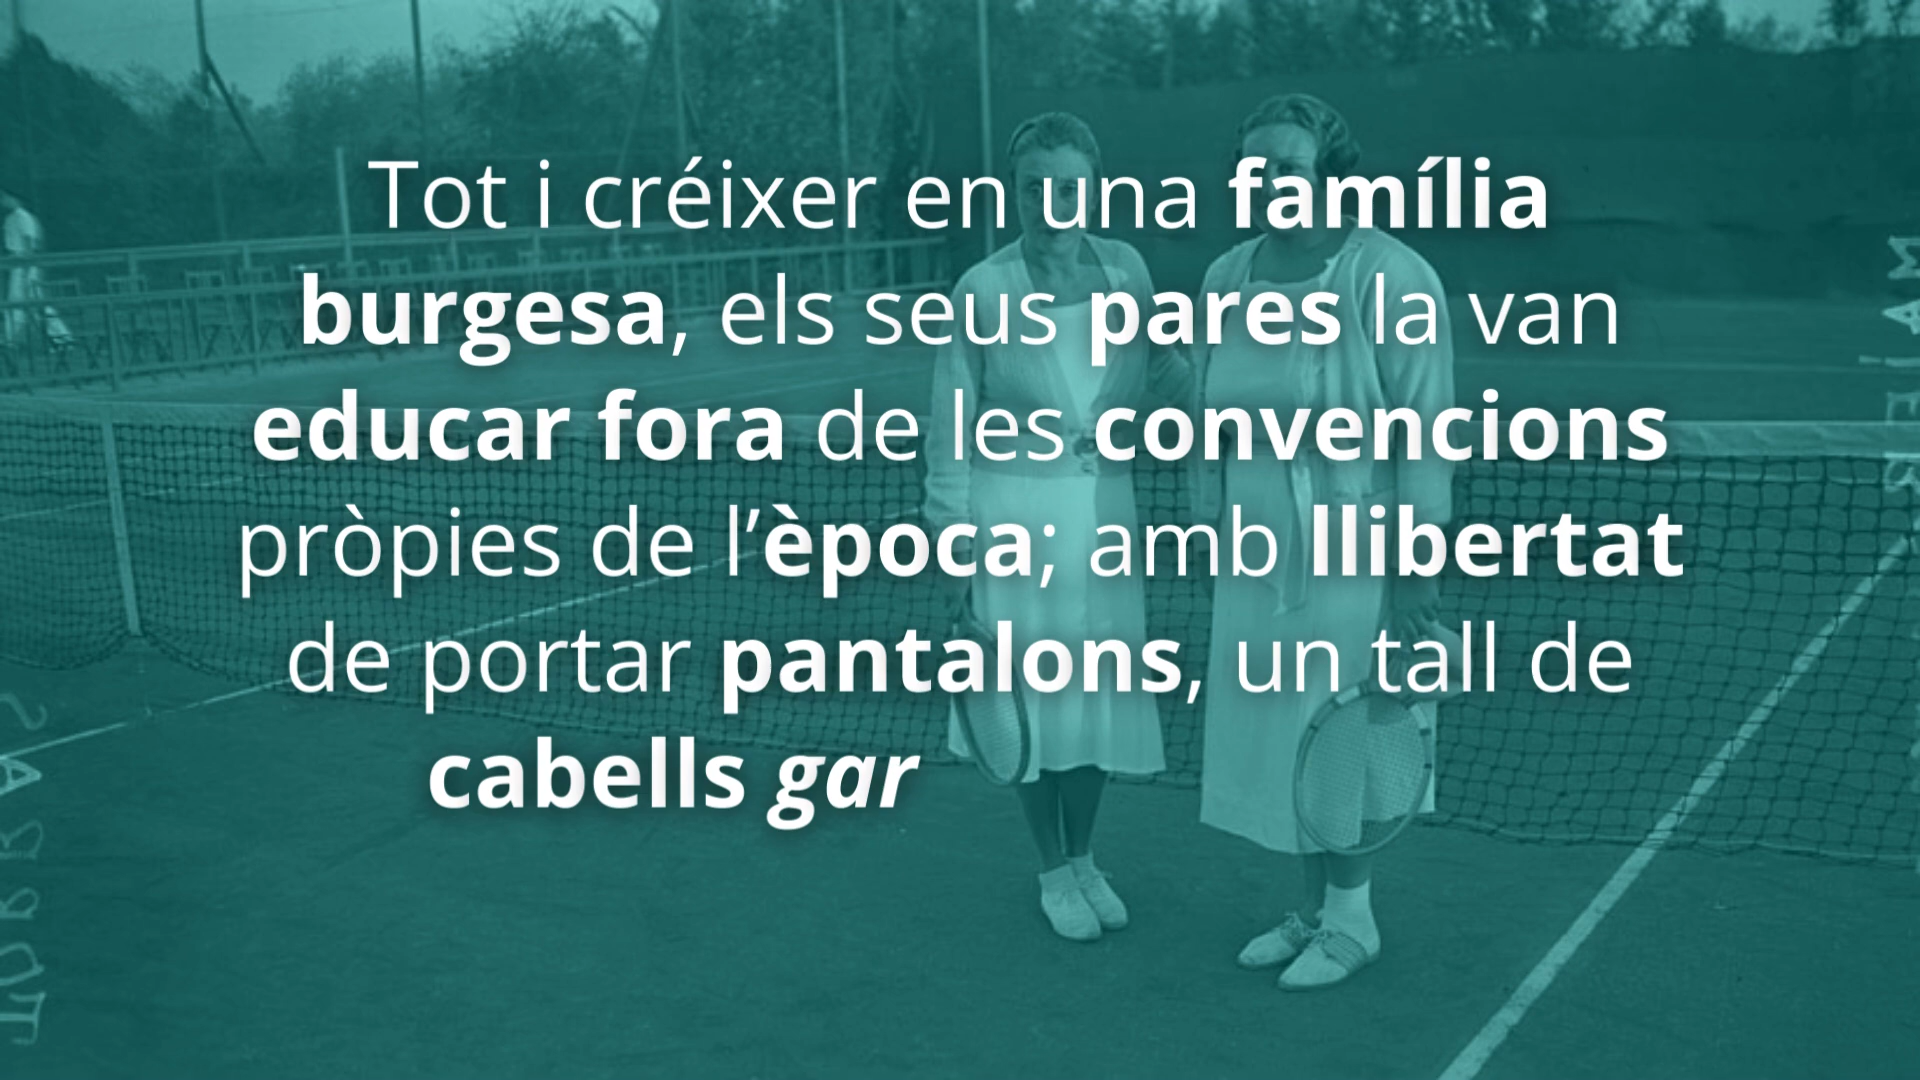 Tot i créixer en una família
burgesa, els seus pares la van
educar fora de les convencions
pròpies de l’època; amb llibertat
de portar pantalons, un tall de
cabells gar